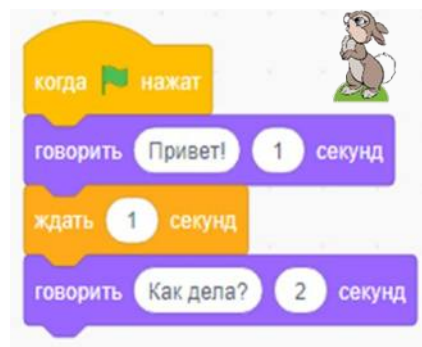 когда нажат
говорить Привет! 1 секунд
ждать 1 секунд
говорить Как дела? 2 секунд